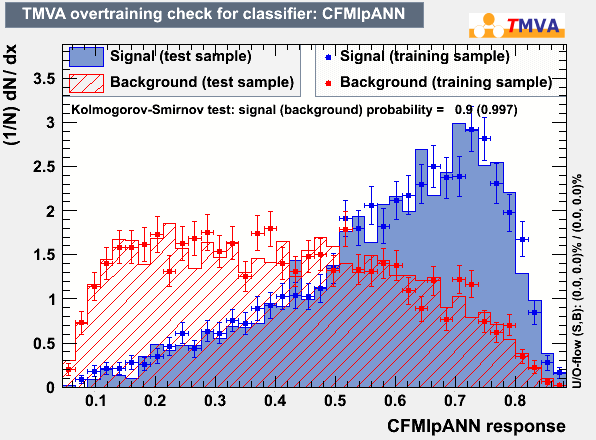 TMVA overtraining check for classifier: CFMlpANN
TMVA
Signal (test sample)
Background (test sample)
Signal (training sample)
Background (training sample)
Kolmogorov-Smirnov test: signal (background) probability = 0.9 (0.997)
(1/N) dN / dx
3.5
3
2.5
2
1.5
1
0.5
0
0.1 0.2 0.3 0.4 0.5 0.6 0.7 0.8
CFMlpANN response
U/O-flow (S,B): (0.0, 0.0)% / (0.0, 0.0)%